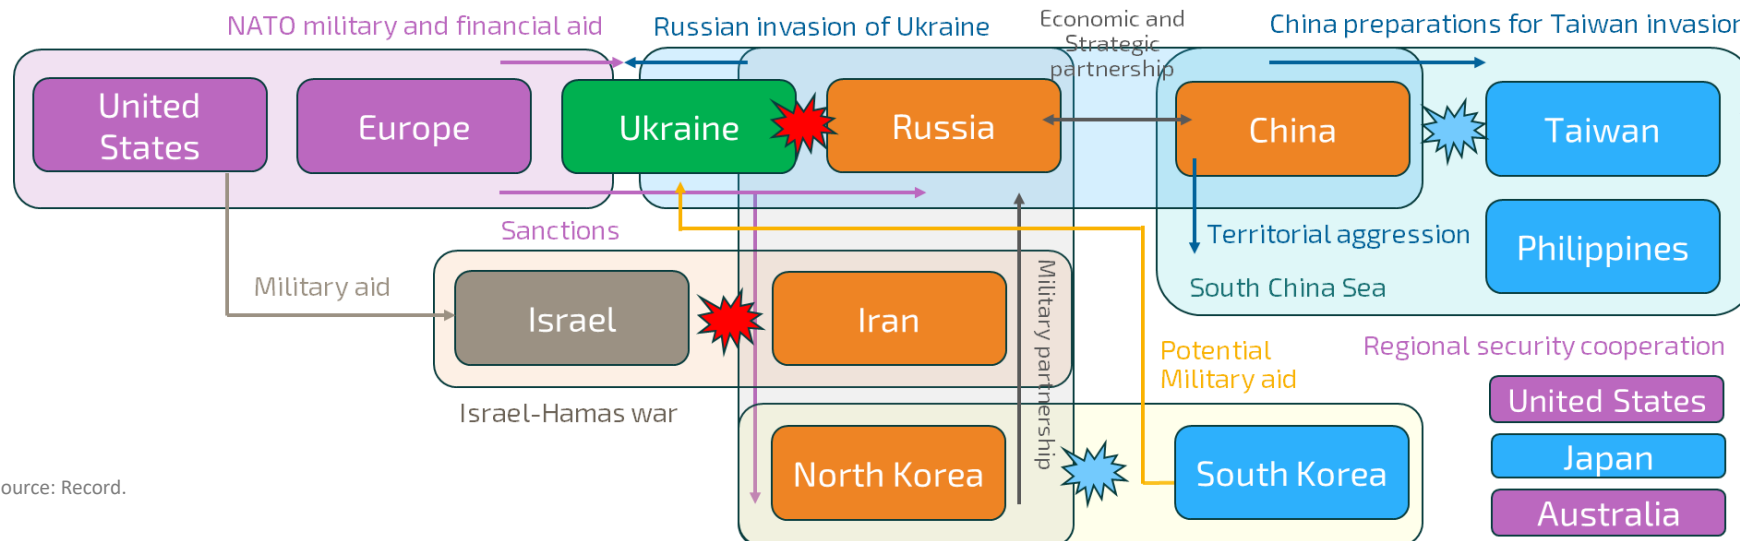 NATO military and financial aid
Russian invasion of Ukraine
Economic and
Strategic
partnership
China preparations for Taiwan invasion
United
States
Europe
Ukraine
Russia
China
Taiwan
Sanctions
Territorial aggression
Philippines
South China Sea
Military aid
Israel
Iran
Military partnership
Potential
Military aid
Regional security cooperation
Israel-Hamas war
United States
Japan
Australia
North Korea
South Korea
ource: Record.